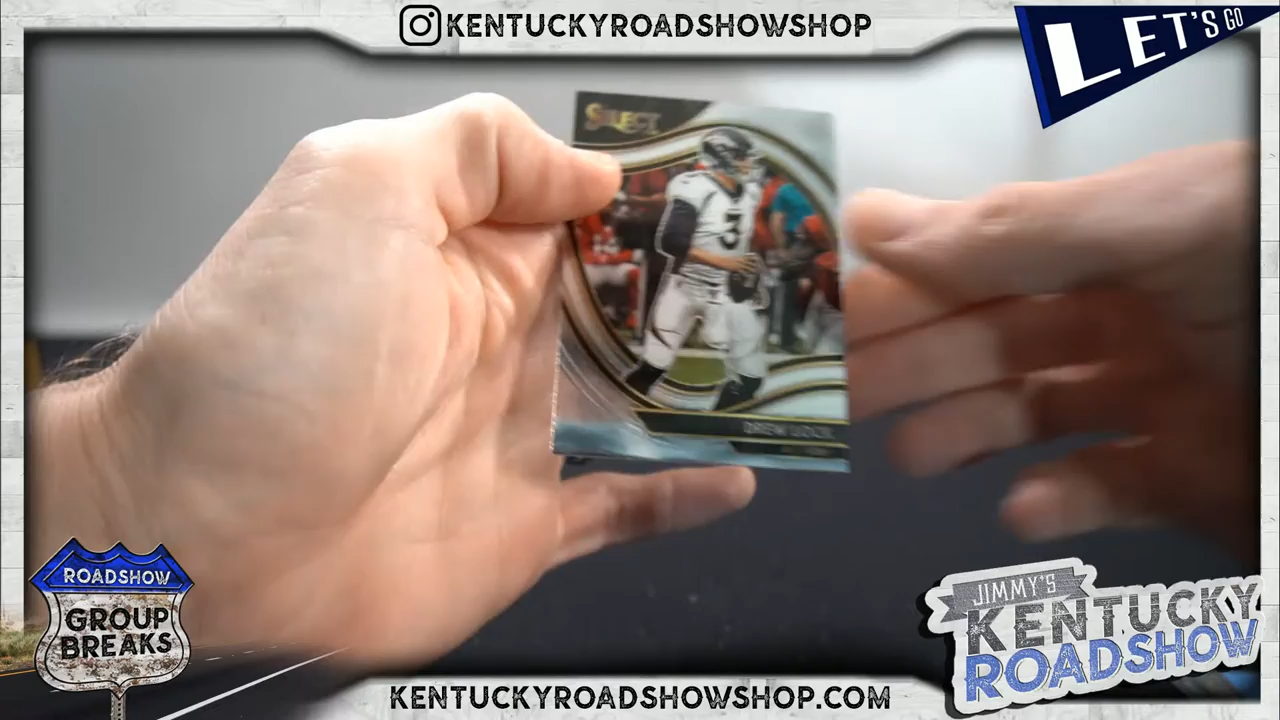 KENTUCKYROADSHOWSHOP
LET'S GO
SELECT
3
DREW LOCK
ROADSHOW
GROUP
BREAKS
JIMMY'S
KENTUCKY
ROADSHOW
KENTUCKYROADSHOWSHOP.COM